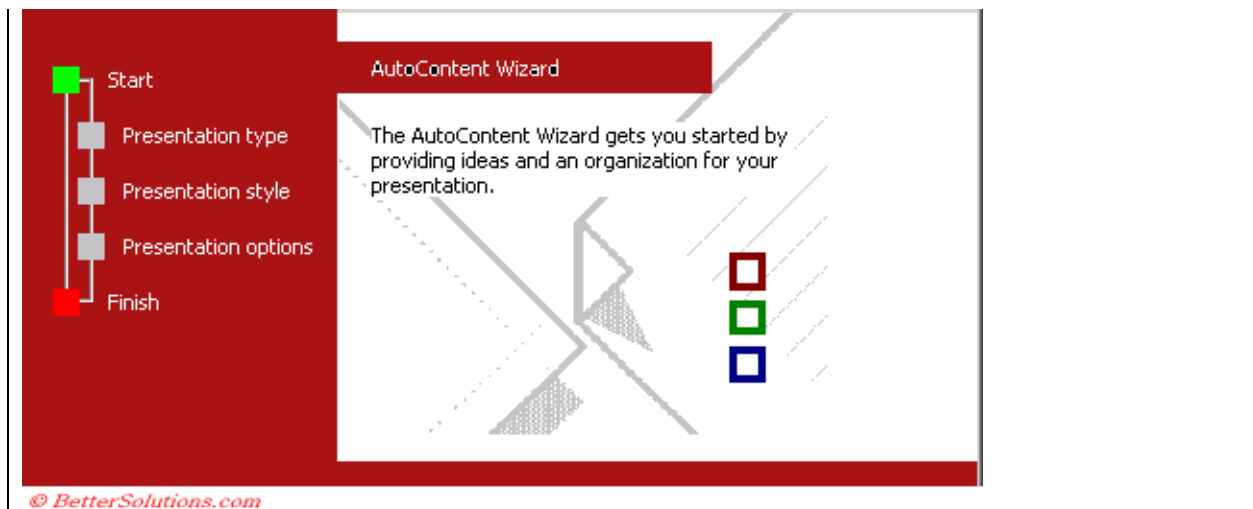 Start
Presentation type
Presentation style
Presentation options
Finish
AutoContent Wizard
The AutoContent Wizard gets you started by
providing ideas and an organization for your
presentation.
© BetterSolutions.com